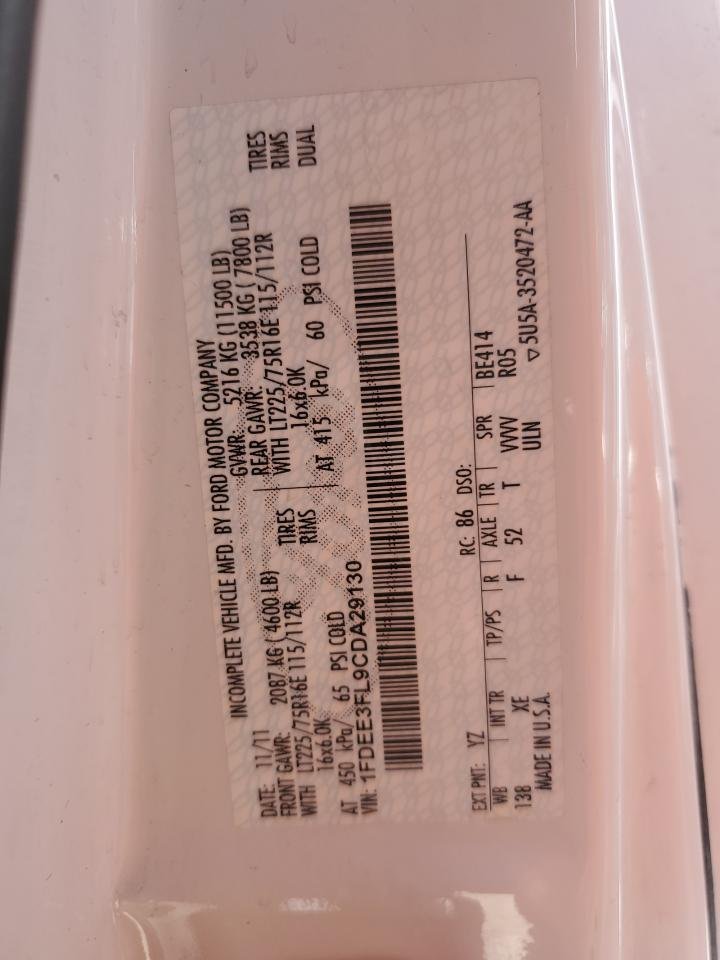 INCOMPLETE VEHICLE MFD. BY FORD MOTOR COMPANY
DATE: 11/11 GVWR: 5216 KG (11500 LB)
FRONT GAWR: 2087 KG (4600 LB) REAR GAWR: 3538 KG (7800 LB)
WITH LT225/75R16E 115/112R TIRES WITH LT225/75R16E 115/112R TIRES
16x6.0K RIMS 16x6.0K RIMS
AT 450 kPa/ 65 PSI COLD AT 415 kPa/ 60 PSI COLD DUAL
VIN: 1FDEE3FL9CDA29130
EXT PNT: YZ RC: 86 DSO:
WB INT TR TP/PS R AXLE TR SPR BE414
138 XE F 52 T VVVV R05
MADE IN U.S.A. ULN ▽5U5A-3520472-AA